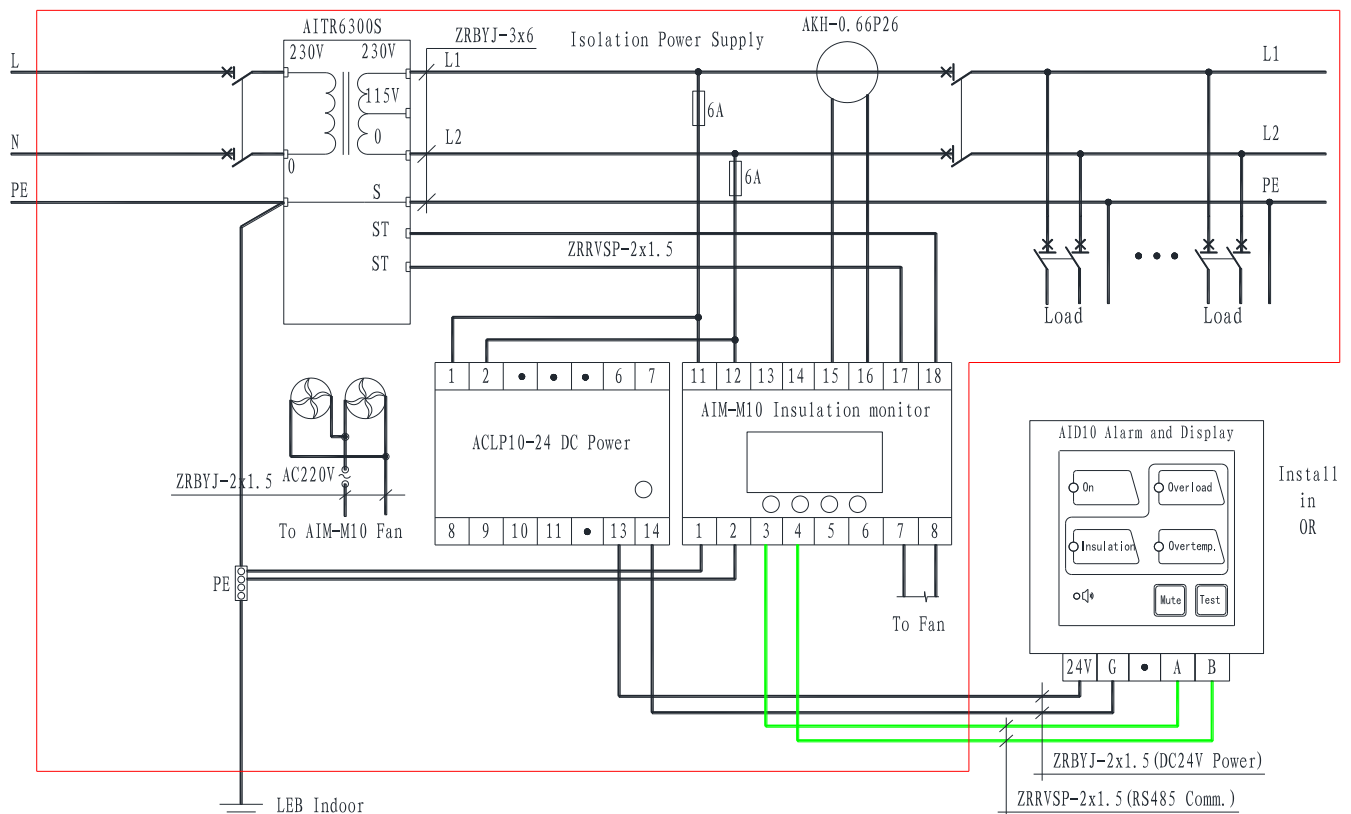 AITR6300S
ZRBYJ-3x6
Isolation Power Supply
AKH-0.66P26
L
230V 230V
L1
L1
115V
6A
N
0
0
L2
L2
6A
PE
S
PE
ST
ZRRVSP-2x1.5
ST
Load
Load
1 2 6 7
11 12 13 14 15 16 17 18
ACLP10-24 DC Power
AIM-M10 Insulation monitor
8 9 10 11 13 14
1 2 3 4 5 6 7 8
AC220V
ZRBYJ-2x1.5
To AIM-M10 Fan
PE
To Fan
AID10 Alarm and Display
On
Overload
Insulation
Overtemp.
Mute
Test
24V G A B
Install
in
OR
ZRBYJ-2x1.5(DC24V Power)
ZRRVSP-2x1.5(RS485 Comm.)
LEB Indoor